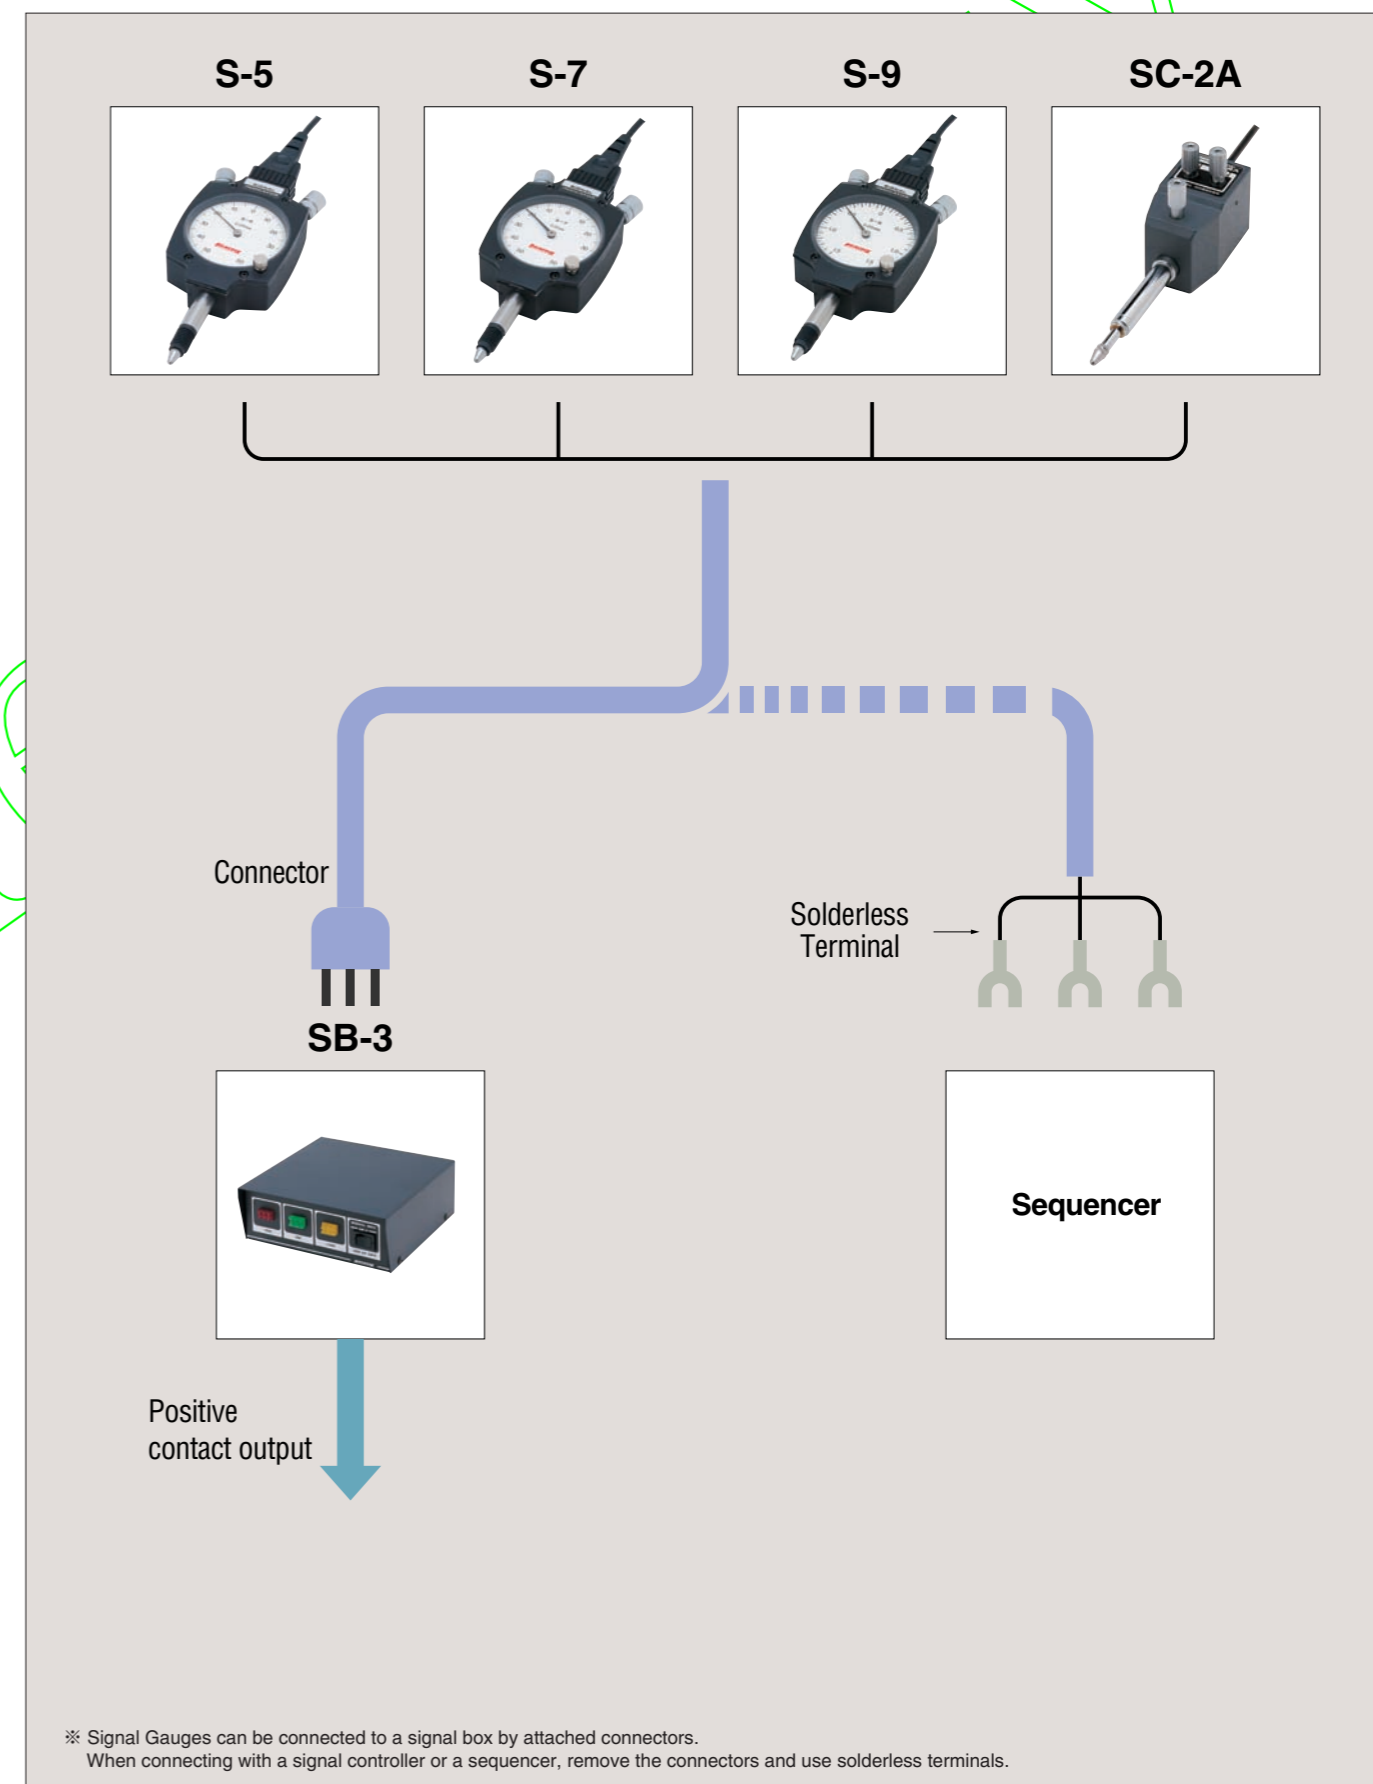 S-5
S-7
S-9
SC-2A
Connector
Solderless
Terminal
SB-3
Sequencer
Positive
contact output
※ Signal Gauges can be connected to a signal box by attached connectors.
When connecting with a signal controller or a sequencer, remove the connectors and use solderless terminals.